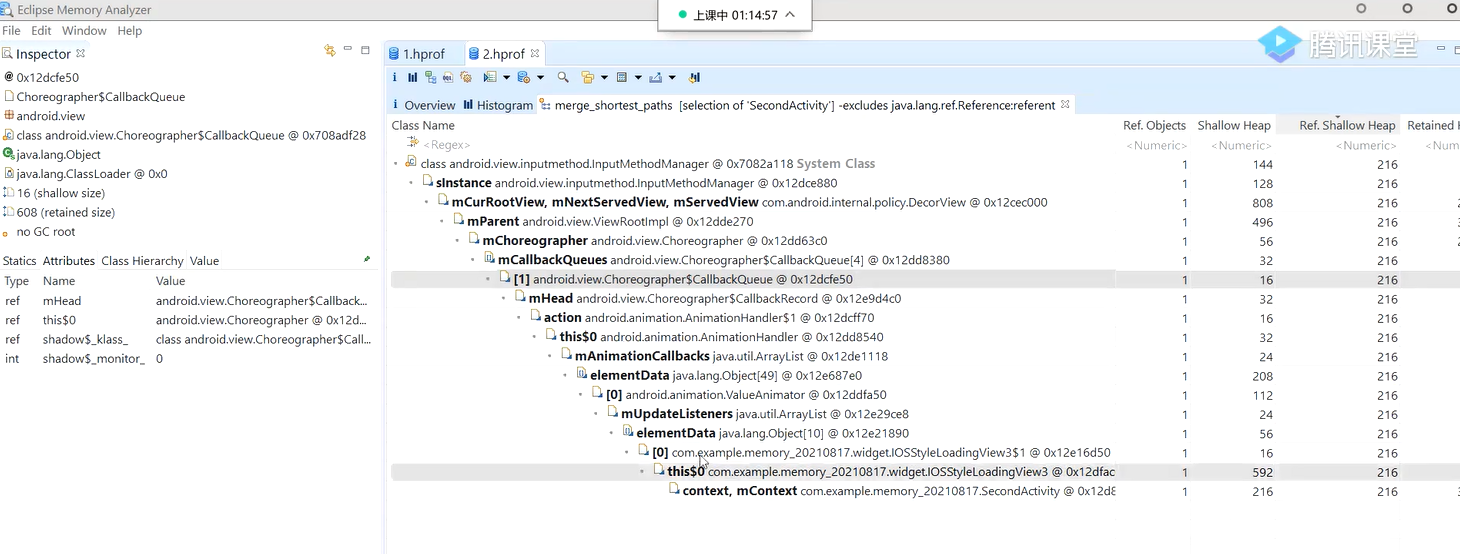 Eclipse Memory Analyzer
上课中 01:14:57
File Edit Window Help
腾讯课堂
Inspector
1.hprof 2.hprof
@ 0x12dcfe50
Choreographer$CallbackQueue
android.view
class android.view.Choreographer$CallbackQueue @ 0x708adf28
java.lang.Object
java.lang.ClassLoader @ 0x0
16 (shallow size)
608 (retained size)
no GC root
Statics Attributes Class Hierarchy Value
Type Name Value
ref mHead android.view.Choreographer$Callback...
ref this$0 android.view.Choreographer @ 0x12d...
ref shadow$_klass_ class android.view.Choreographer$Call...
int shadow$_monitor_ 0
i Overview Histogram merge_shortest_paths [selection of 'SecondActivity'] -excludes java.lang.ref.Reference:referent
Class Name Ref. Objects Shallow Heap Ref. Shallow Heap Retained
<Regex> <Numeric> <Numeric> <Numeric> <Num
class android.view.inputmethod.InputMethodManager @ 0x7082a118 System Class 1 144 216
sInstance android.view.inputmethod.InputMethodManager @ 0x12dce880 1 128 216
mCurRootView, mNextServedView, mServedView com.android.internal.policy.DecorView @ 0x12cec000 1 808 216
mParent android.view.ViewRootImpl @ 0x12dde270 1 496 216
mChoreographer android.view.Choreographer @ 0x12dd63c0 1 56 216
mCallbackQueues android.view.Choreographer$CallbackQueue[4] @ 0x12dd8380 1 32 216
[1] android.view.Choreographer$CallbackQueue @ 0x12dcfe50 1 16 216
mHead android.view.Choreographer$CallbackRecord @ 0x12e9d4c0 1 32 216
action android.animation.AnimationHandler$1 @ 0x12dcff70 1 16 216
this$0 android.animation.AnimationHandler @ 0x12dd8540 1 32 216
mAnimationCallbacks java.util.ArrayList @ 0x12de1118 1 24 216
elementData java.lang.Object[49] @ 0x12e687e0 1 208 216
[0] android.animation.ValueAnimator @ 0x12ddfa50 1 112 216
mUpdateListeners java.util.ArrayList @ 0x12e29ce8 1 24 216
elementData java.lang.Object[10] @ 0x12e21890 1 56 216
[0] com.example.memory_20210817.widget.IOSStyleLoadingView3$1 @ 0x12e16d50 1 16 216
this$0 com.example.memory_20210817.widget.IOSStyleLoadingView3 @ 0x12dfac 1 592 216
context, mContext com.example.memory_20210817.SecondActivity @ 0x12d8 1 216 216